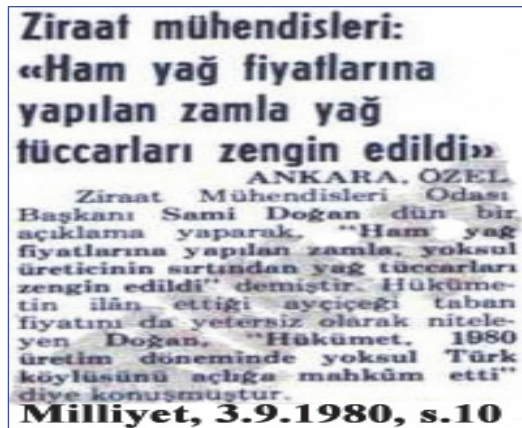 Ziraat mühendisleri:
«Ham yağ fiyatlarına
yapılan zamla yağ
tüccarları zengin edildi»
ANKARA, ÖZEL
Ziraat Mühendisleri Odası
Başkanı Sami Doğan dün bir
açıklama yaparak, "Ham yağ
fiyatlarına yapılan zamla, yoksul
üreticinin sırtından yağ tüccarları
zengin edildi" demiştir. Hüküme-
tin ilân ettiği ayçiçeği taban
fiyatını da yetersiz olarak nitele-
yen Doğan, "Hükümet, 1980
üretim döneminde yoksul Türk
köylüsünü açlığa mahkûm etti"
diye konuşmuştur.
Milliyet, 3.9.1980, s.10